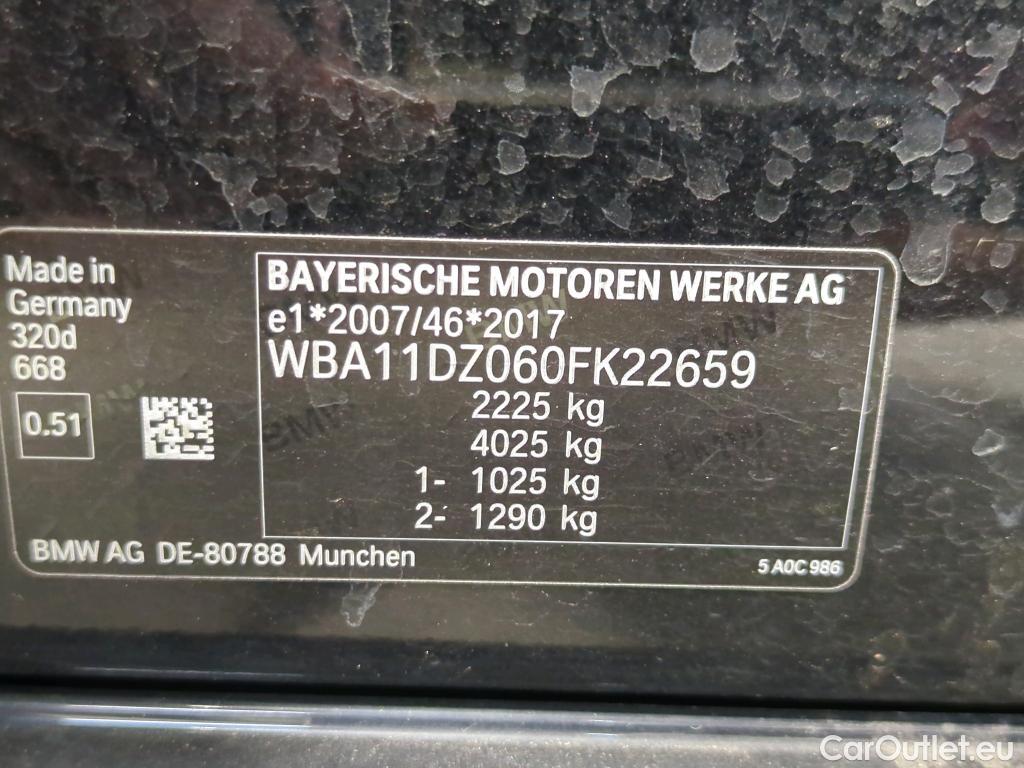 Made in
Germany
320d
668
0.51
BAYERISCHE MOTOREN WERKE AG
e1*2007/46*2017
WBA11DZ060FK22659
2225 kg
4025 kg
1- 1025 kg
2- 1290 kg
BMW AG DE-80788 Munchen
5 A0C 986
CarOutlet.eu